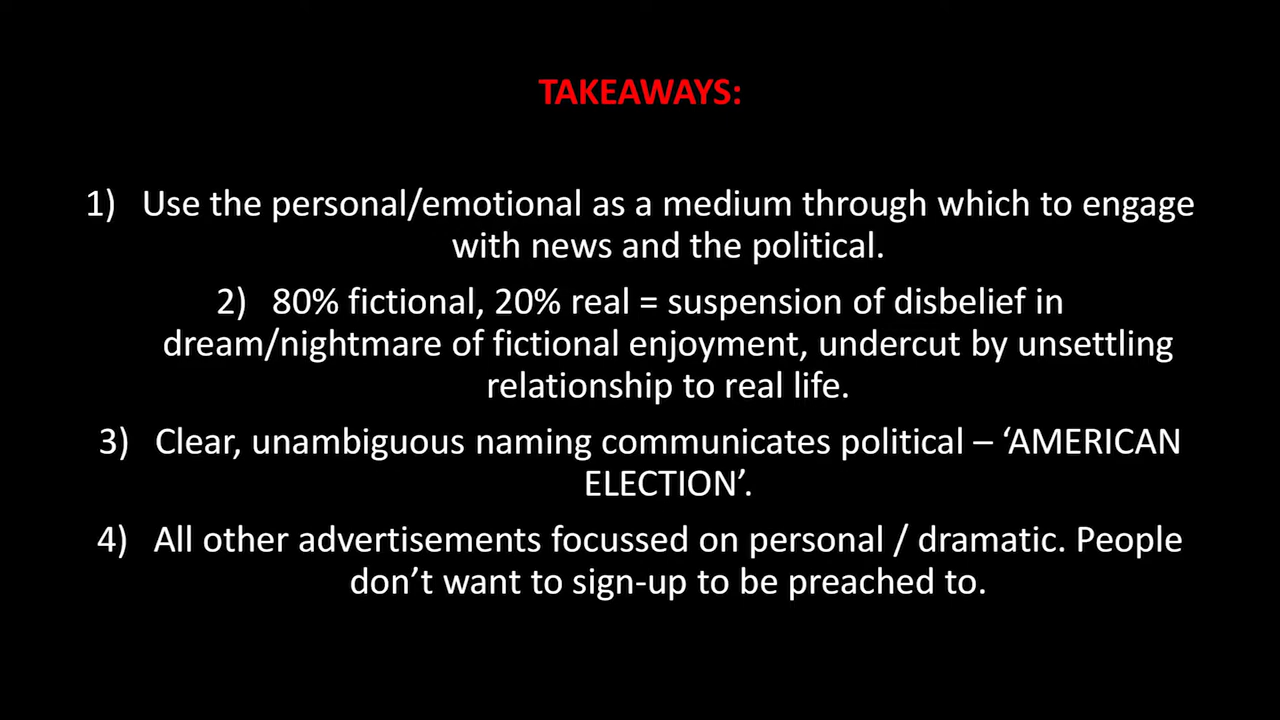 TAKEAWAYS:
1) Use the personal/emotional as a medium through which to engage
with news and the political.
2) 80% fictional, 20% real = suspension of disbelief in
dream/nightmare of fictional enjoyment, undercut by unsettling
relationship to real life.
3) Clear, unambiguous naming communicates political – ‘AMERICAN
ELECTION’.
4) All other advertisements focussed on personal / dramatic. People
don’t want to sign-up to be preached to.